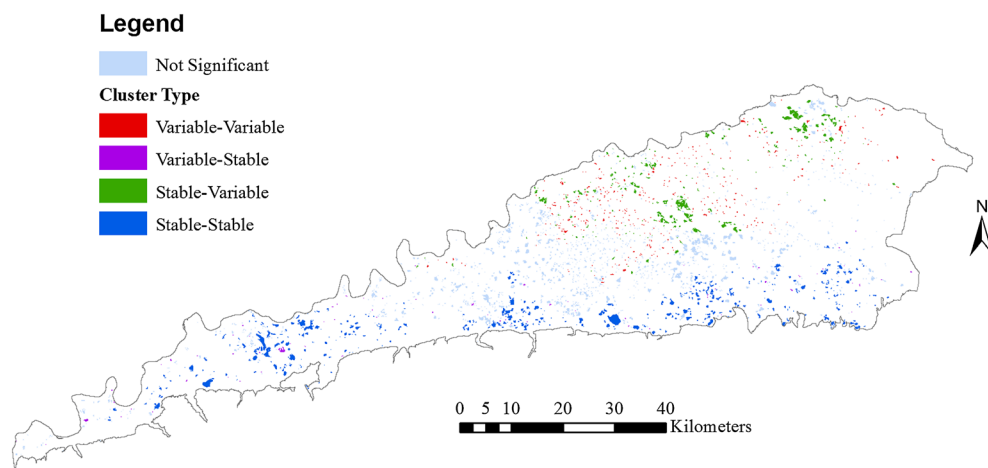 Legend
Not Significant
Cluster Type
Variable-Variable
Variable-Stable
Stable-Variable
Stable-Stable
N
0 5 10 20 30 40
Kilometers